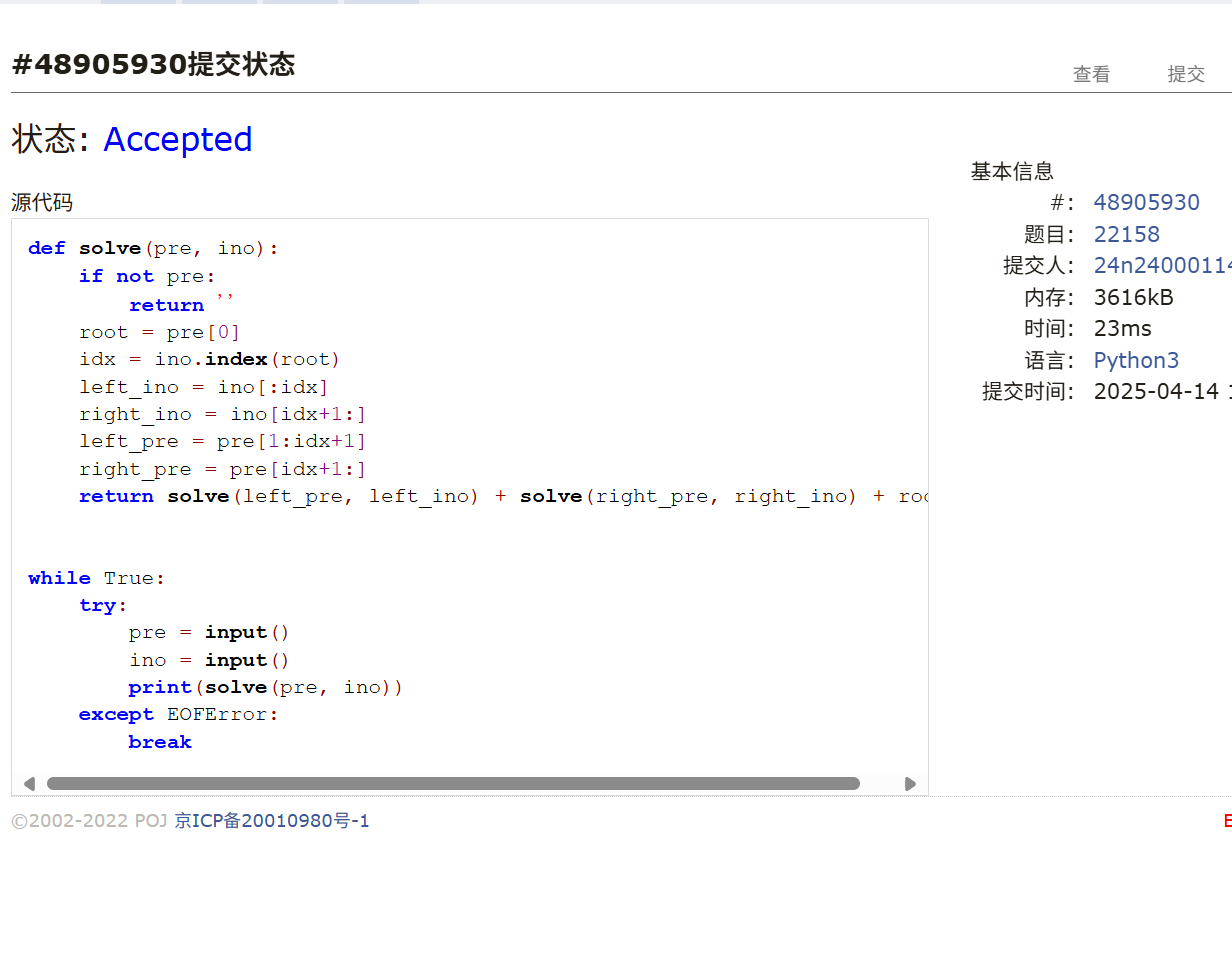 #48905930提交状态
查看 提交
状态: Accepted
基本信息
源代码
#: 48905930
题目: 22158
提交人: 24n24000114
内存: 3616kB
时间: 23ms
语言: Python3
提交时间: 2025-04-14
def solve(pre, ino):
    if not pre:
        return ''
    root = pre[0]
    idx = ino.index(root)
    left_ino = ino[:idx]
    right_ino = ino[idx+1:]
    left_pre = pre[1:idx+1]
    right_pre = pre[idx+1:]
    return solve(left_pre, left_ino) + solve(right_pre, right_ino) +
while True:
    try:
        pre = input()
        ino = input()
        print(solve(pre, ino))
    except EOFError:
        break
©2002-2022 POJ 京ICP备20010980号-1